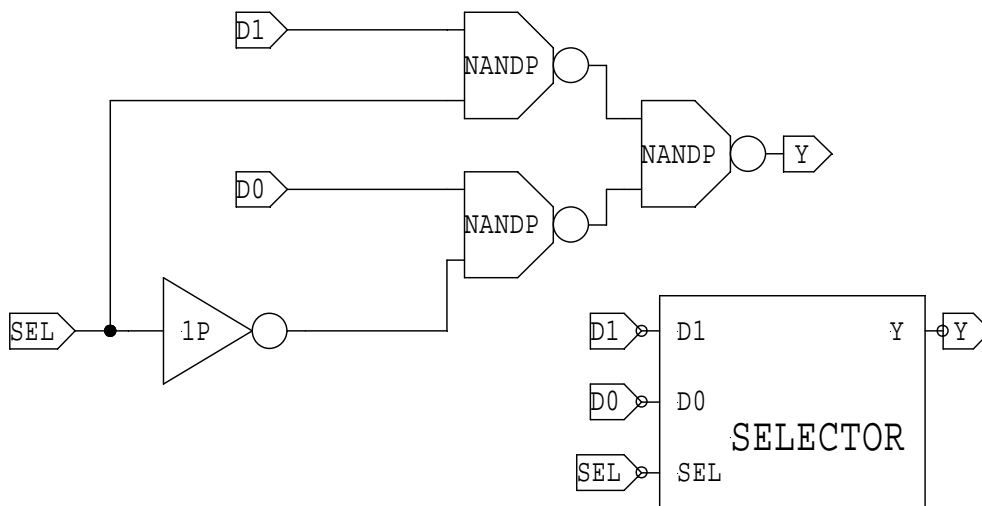 D1
NANDP
NANDP Y
D0
NANDP
SEL 1P
D1 D1 Y Y
D0 D0
SELECTOR
SEL SEL